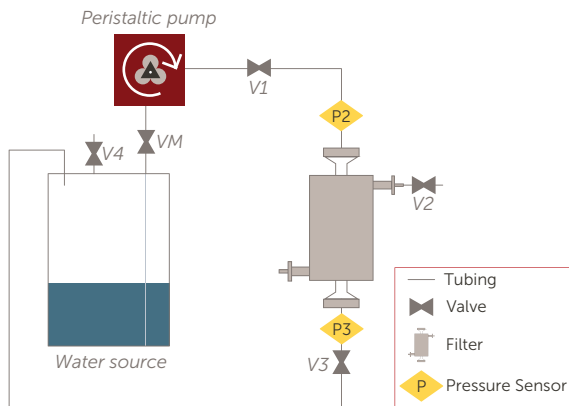 Peristaltic pump
V1
P2
V4
VM
V2
P3
V3
Water source
Tubing
Valve
Filter
P
Pressure Sensor